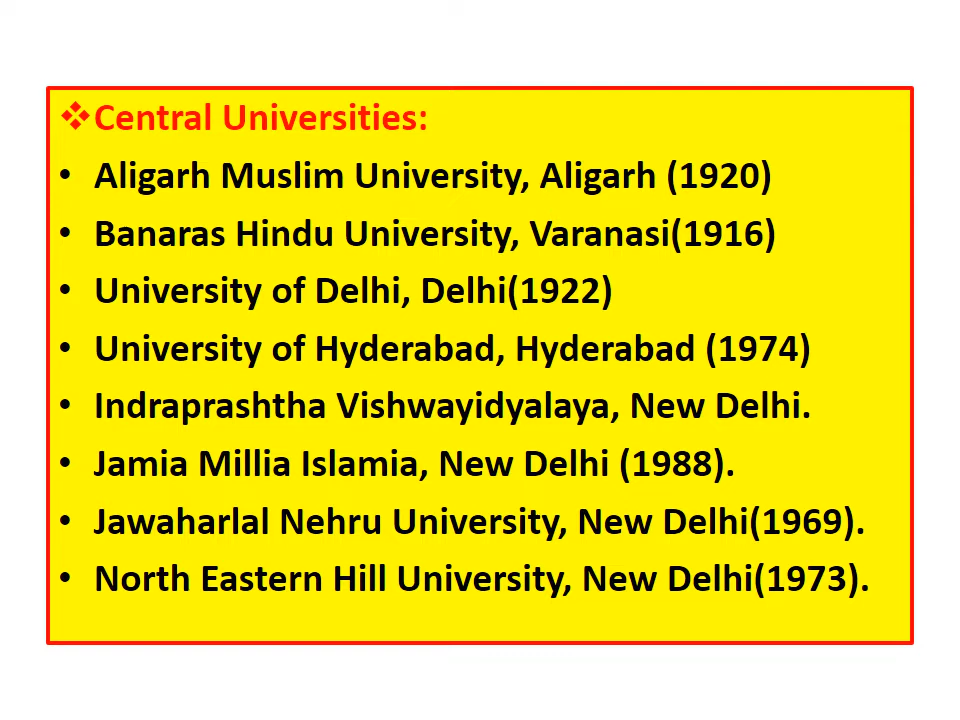 ❖Central Universities:
• Aligarh Muslim University, Aligarh (1920)
• Banaras Hindu University, Varanasi(1916)
• University of Delhi, Delhi(1922)
• University of Hyderabad, Hyderabad (1974)
• Indraprashtha Vishwayidyalaya, New Delhi.
• Jamia Millia Islamia, New Delhi (1988).
• Jawaharlal Nehru University, New Delhi(1969).
• North Eastern Hill University, New Delhi(1973).